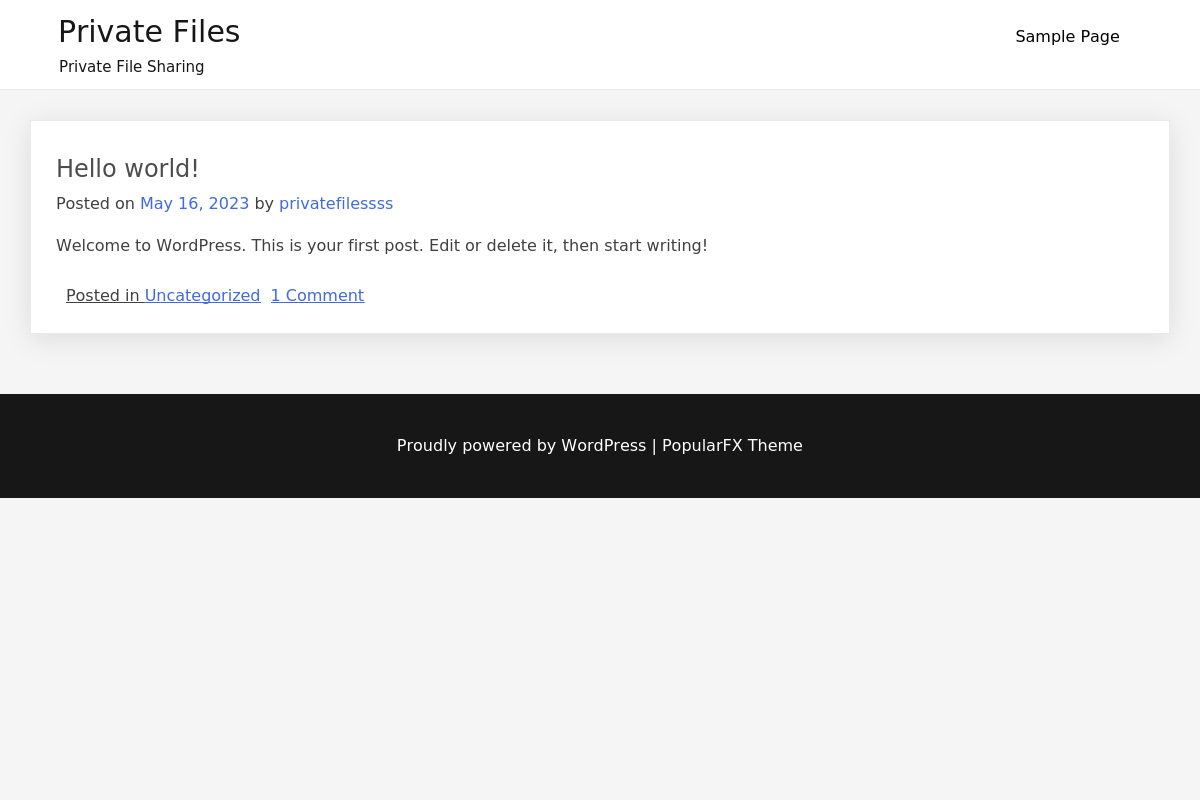 Private Files
Sample Page
Private File Sharing
Hello world!
Posted on May 16, 2023 by privatefilessss
Welcome to WordPress. This is your first post. Edit or delete it, then start writing!
Posted in Uncategorized 1 Comment
Proudly powered by WordPress | PopularFX Theme